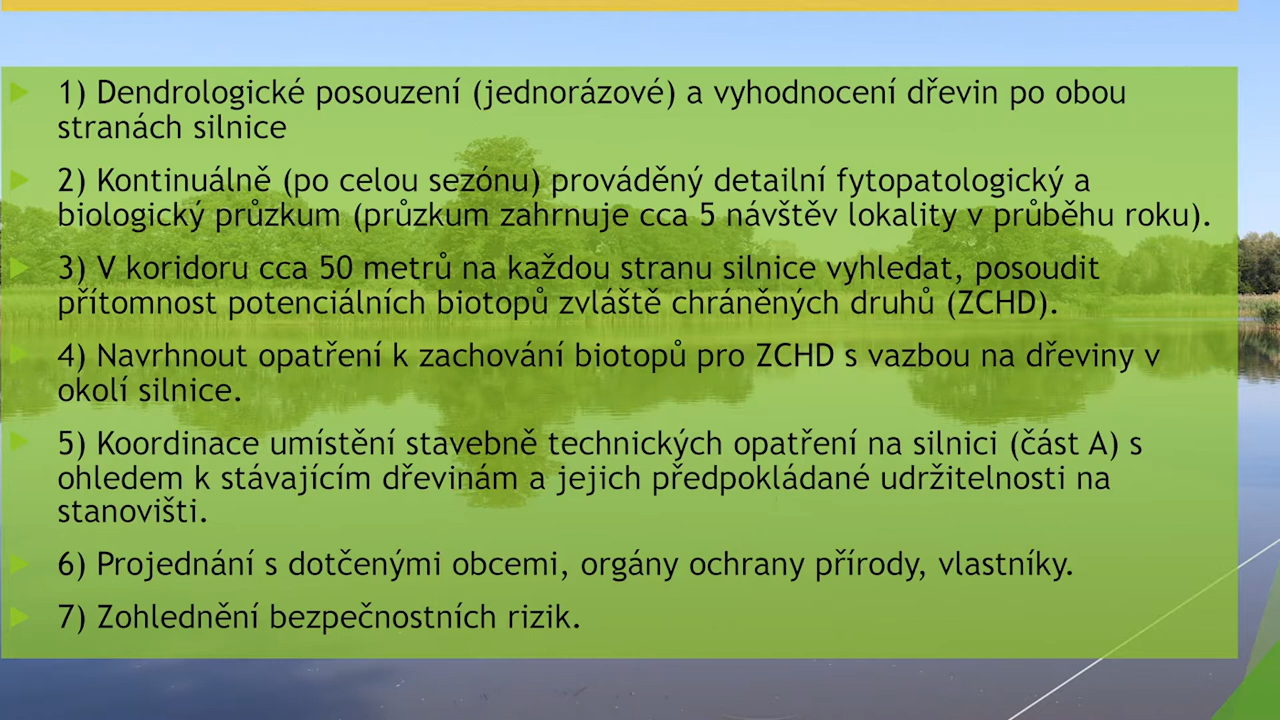 1) Dendrologické posouzení (jednorázové) a vyhodnocení dřevin po obou
stranách silnice
2) Kontinuálně (po celou sezónu) prováděný detailní fytopatologický a
biologický průzkum (průzkum zahrnuje cca 5 návštěv lokality v průběhu roku).
3) V koridoru cca 50 metrů na každou stranu silnice vyhledat, posoudit
přítomnost potenciálních biotopů zvláště chráněných druhů (ZCHD).
4) Navrhnout opatření k zachování biotopů pro ZCHD s vazbou na dřeviny v
okolí silnice.
5) Koordinace umístění stavebně technických opatření na silnici (část A) s
ohledem k stávajícím dřevinám a jejich předpokládané udržitelnosti na
stanovišti.
6) Projednání s dotčenými obcemi, orgány ochrany přírody, vlastníky.
7) Zohlednění bezpečnostních rizik.